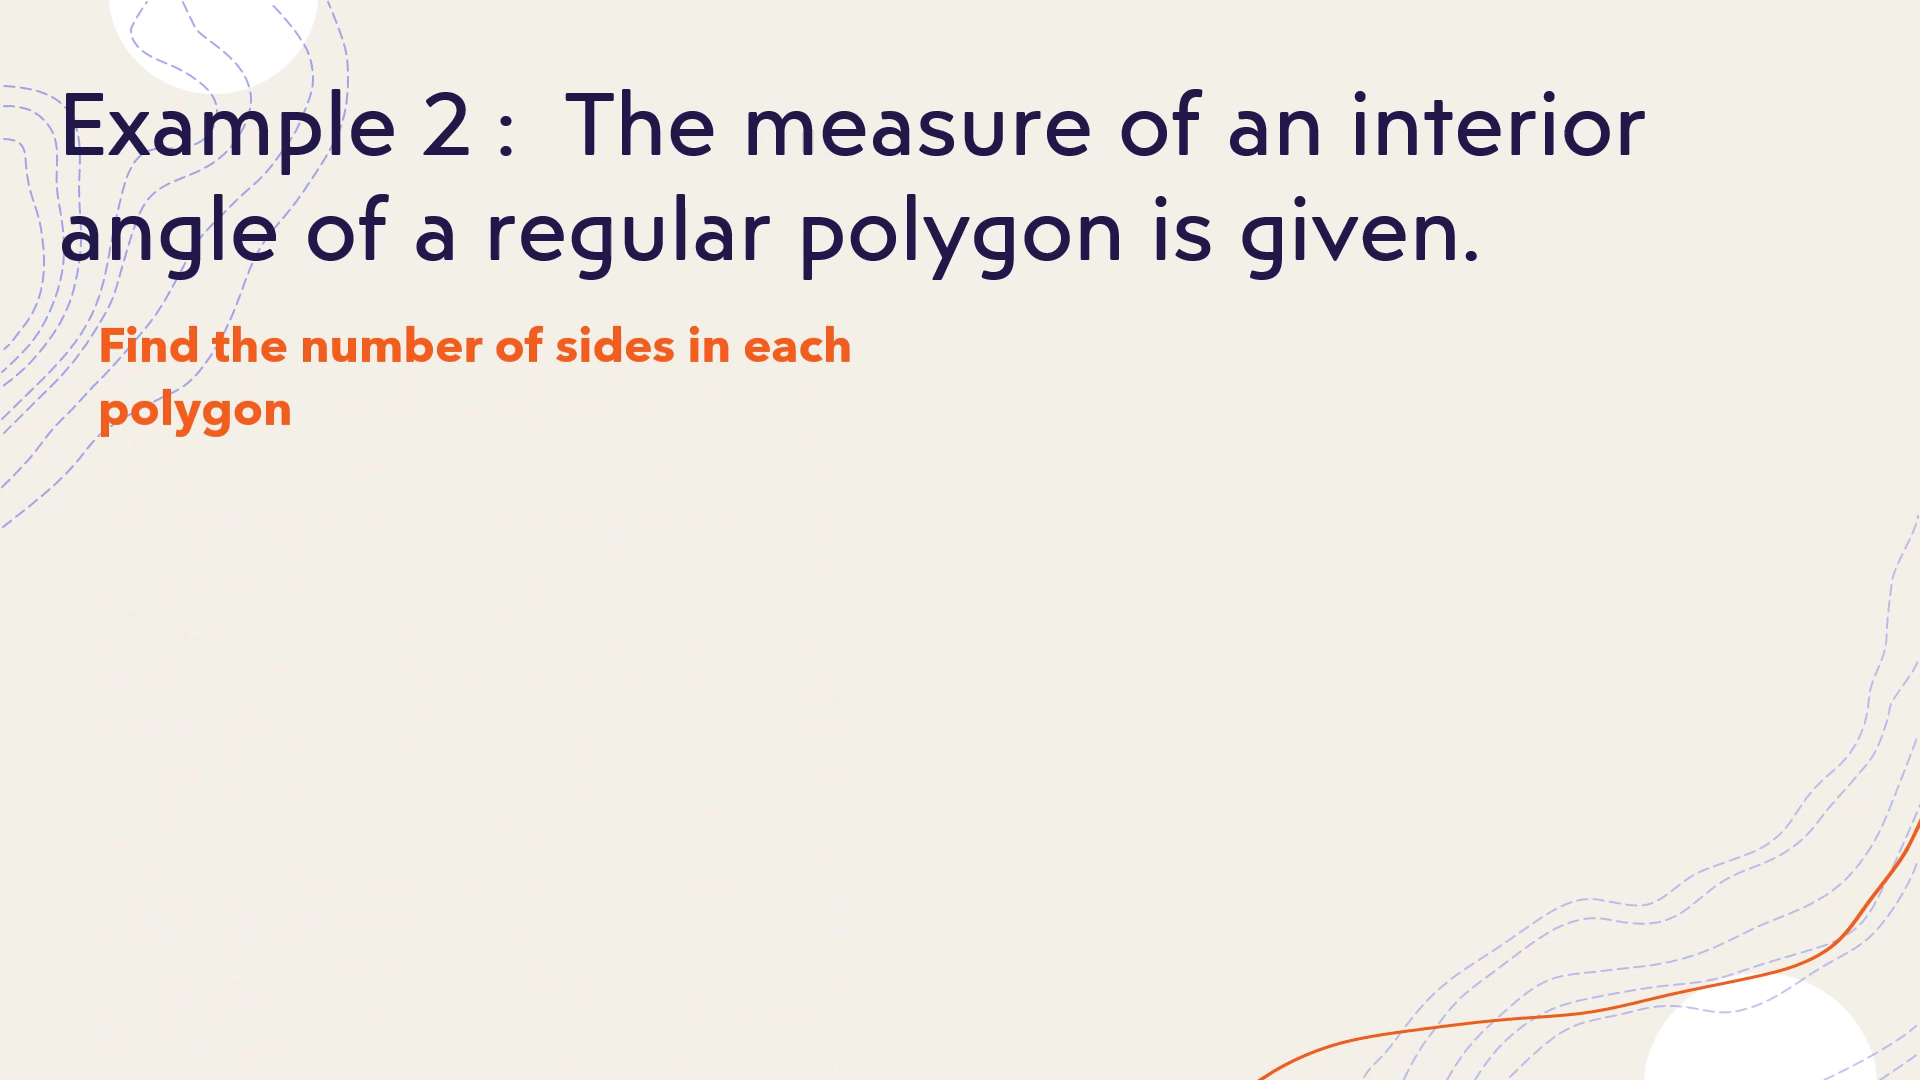 Example 2 :  The measure of an interior
angle of a regular polygon is given.
Find the number of sides in each
polygon